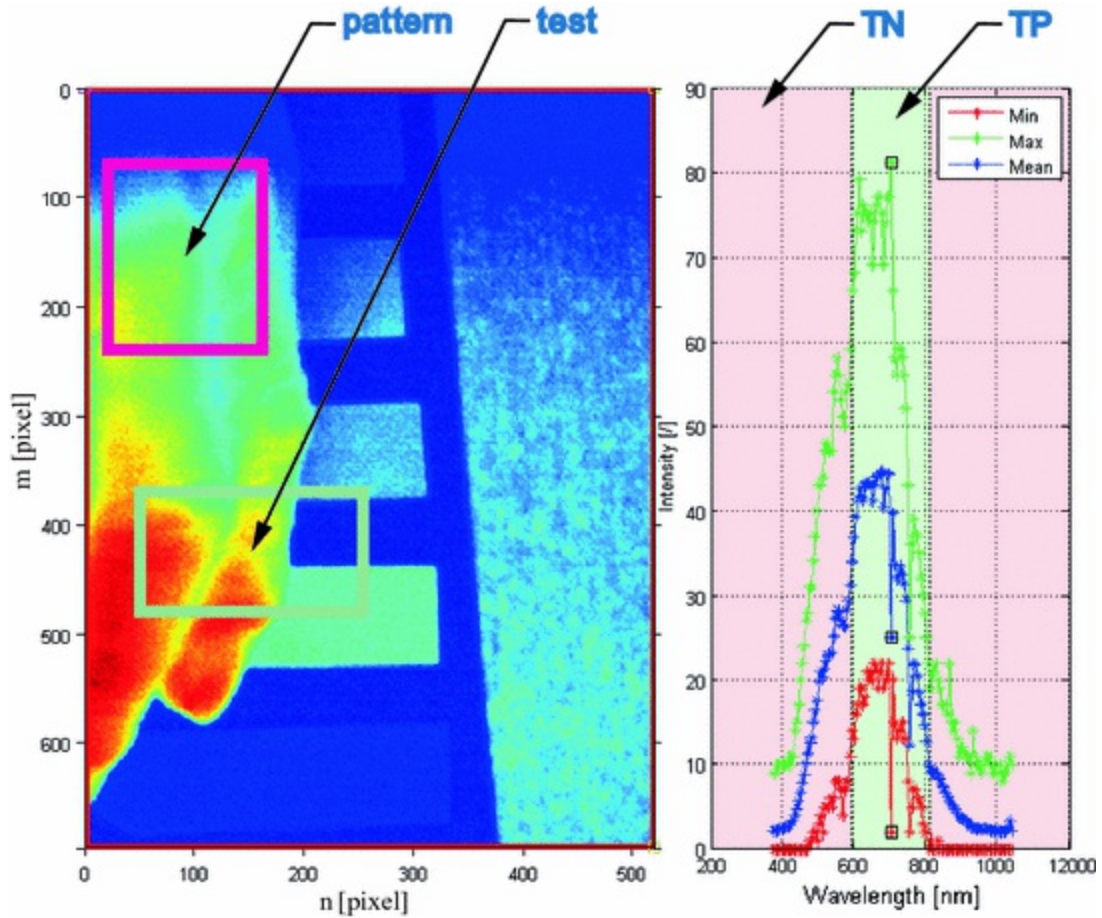 pattern test TN TP
0
100
200
300
400
500
600
m [pixel]
0 100 200 300 400 500
n [pixel]
90
80
70
60
50
40
30
20
10
0
Intensity [/]
Min
Max
Mean
200 400 600 800 1000 12000
Wavelength [nm]